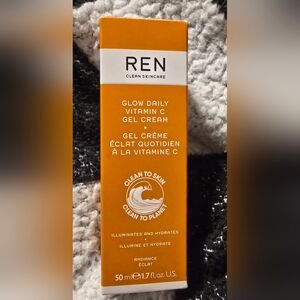 REN
CLEAN SKINCARE
GLOW DAILY
VITAMIN C
GEL CREAM
•
GEL CRÈME
ÉCLAT QUOTIDIEN
À LA VITAMINE C
CLEAN TO SKIN
CLEAN TO PLANET
ILLUMINATES AND HYDRATES
•
ILLUMINE ET HYDRATE
RADIANCE
ÉCLAT
50 ml ℮ 1.7 fl.oz. U.S.